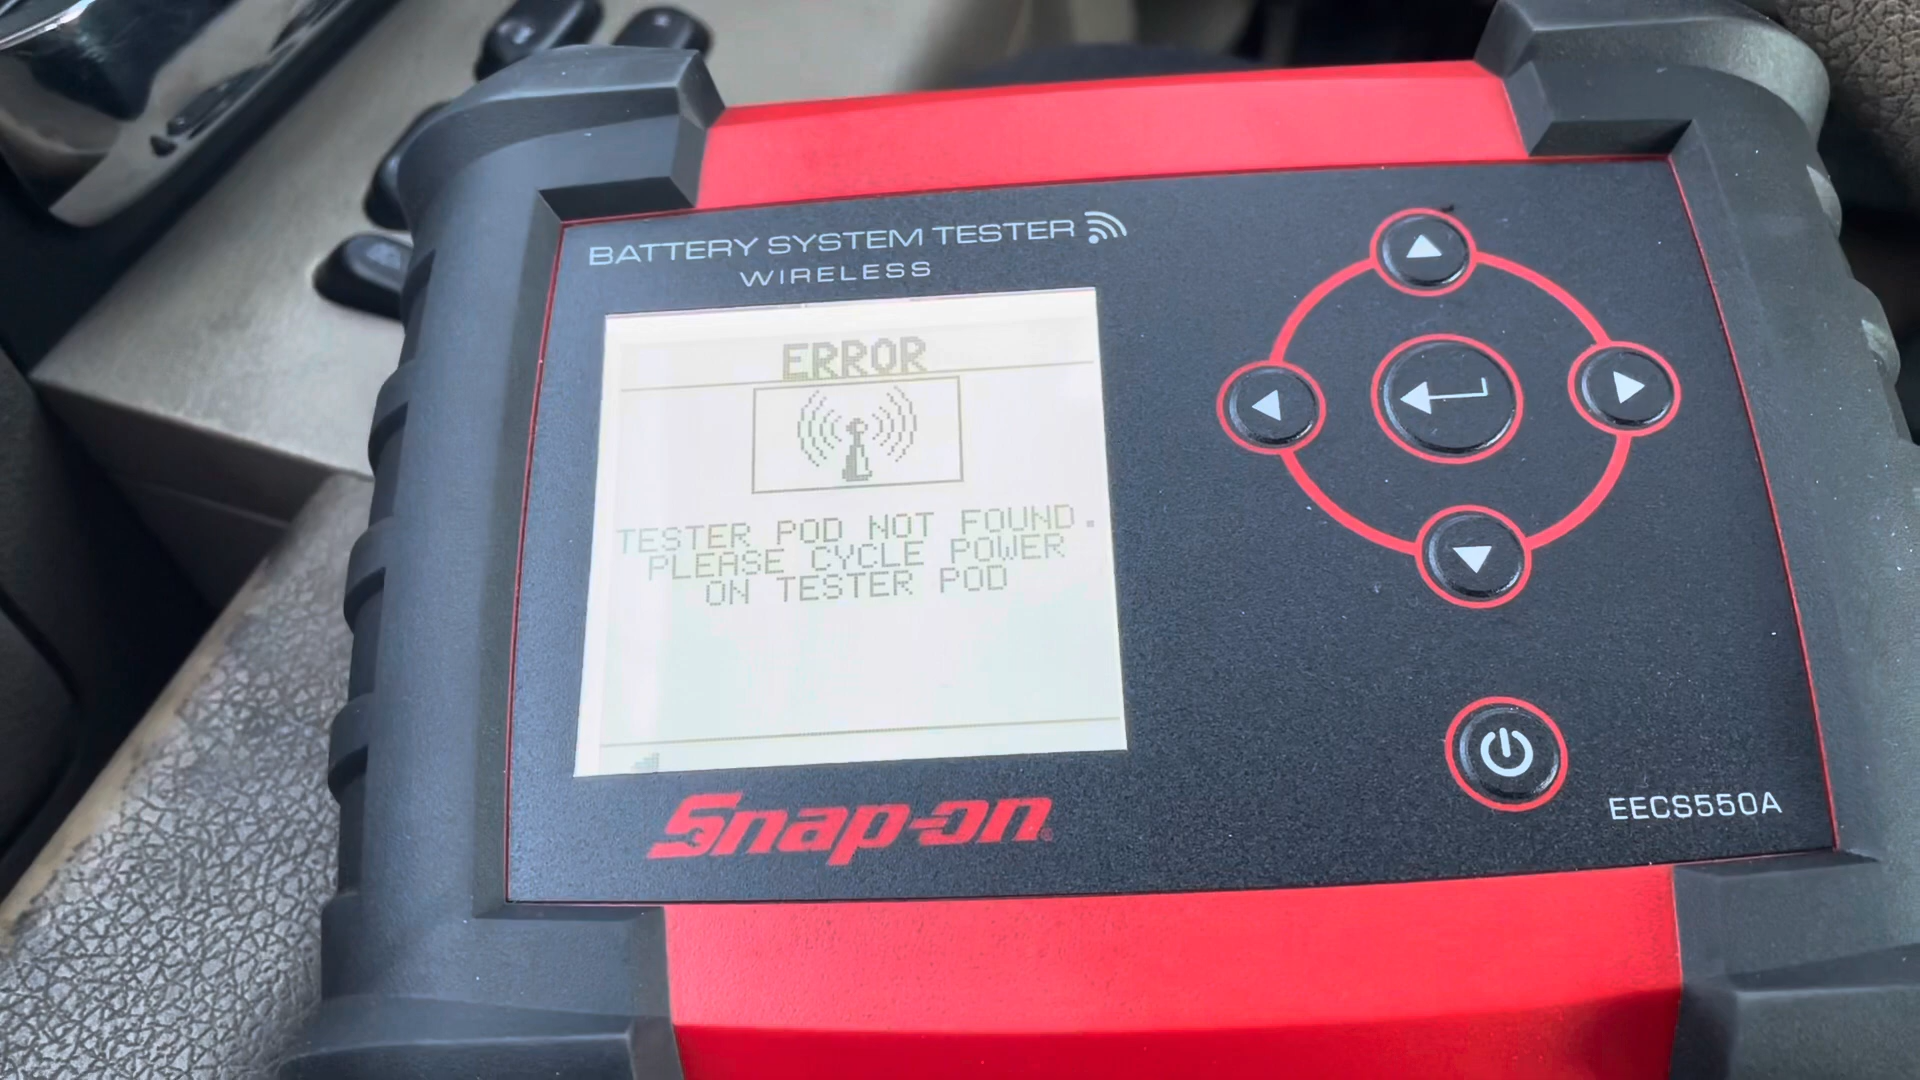 BATTERY SYSTEM TESTER
WIRELESS
ERROR
TESTER POD NOT FOUND.
PLEASE CYCLE POWER
ON TESTER POD
Snap-on
EECS550A